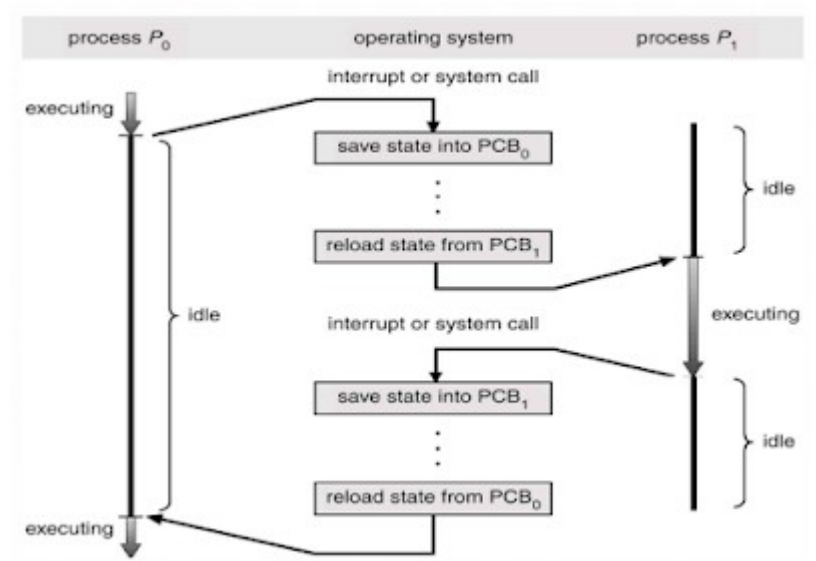 process P0 operating system process P1
interrupt or system call
executing
save state into PCB0
idle
reload state from PCB1
idle
executing
interrupt or system call
save state into PCB1
idle
reload state from PCB0
executing